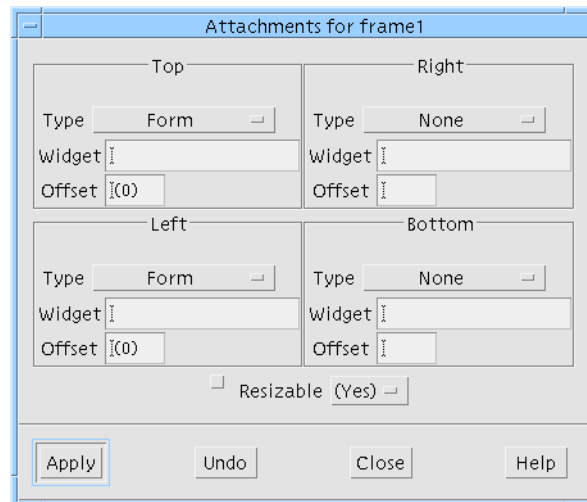 Attachments for frame1
Top
Type Form
Widget
Offset (0)
Right
Type None
Widget
Offset
Left
Type Form
Widget
Offset (0)
Bottom
Type None
Widget
Offset
Resizable (Yes)
Apply Undo Close Help